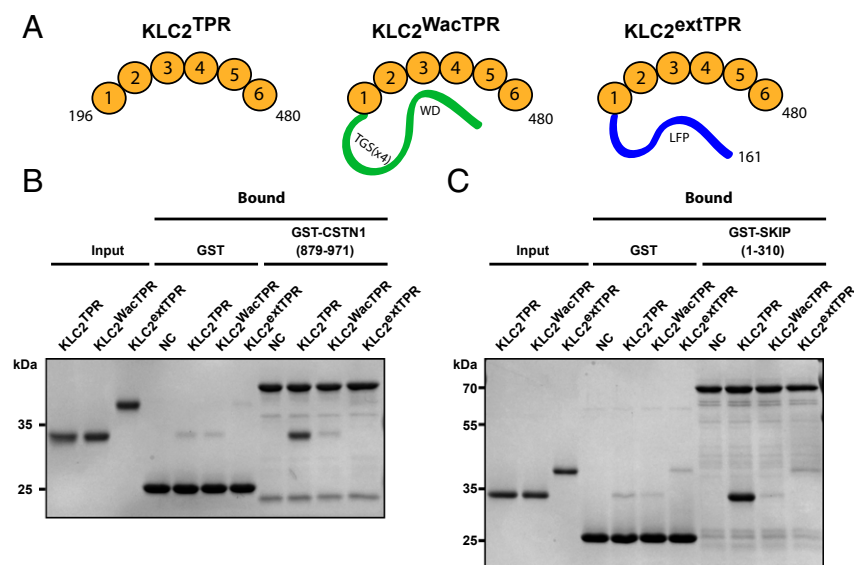 A
KLC2TPR
KLC2WacTPR
KLC2extTPR
1 2 3 4 5 6
196
480
1 2 3 4 5 6
TGS(x4)
WD
480
1 2 3 4 5 6
LFP
161
480
B
Bound
Input
GST
GST-CSTN1
(879-971)
KLC2TPR
KLC2WacTPR
KLC2extTPR
NC
KLC2TPR
KLC2WacTPR
KLC2extTPR
NC
KLC2TPR
KLC2WacTPR
KLC2extTPR
kDa
35
25
C
Bound
Input
GST
GST-SKIP
(1-310)
KLC2TPR
KLC2WacTPR
KLC2extTPR
NC
KLC2TPR
KLC2WacTPR
KLC2extTPR
NC
KLC2TPR
KLC2WacTPR
KLC2extTPR
kDa
70
55
35
25